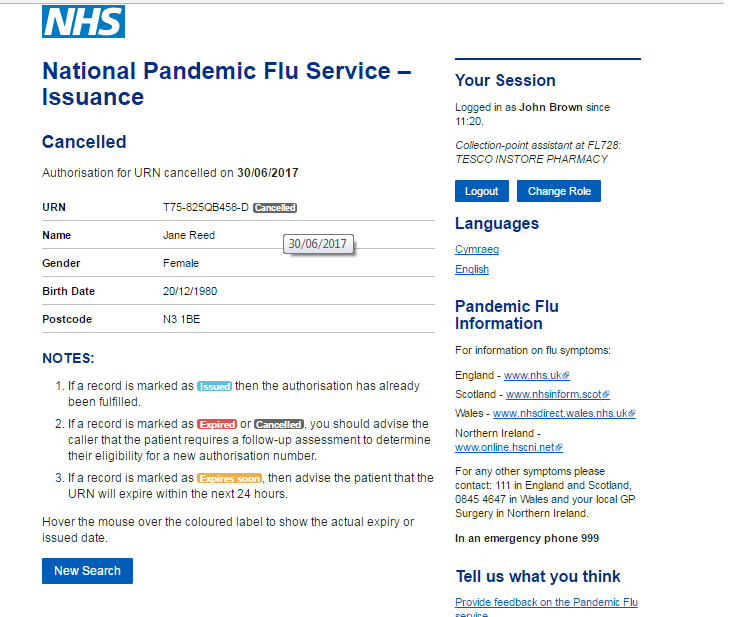 NHS
National Pandemic Flu Service –
Issuance
Cancelled
Authorisation for URN cancelled on 30/06/2017
URN T75-825QB458-D Cancelled
Name Jane Reed
30/06/2017
Gender Female
Birth Date 20/12/1980
Postcode N3 1BE
NOTES:
1. If a record is marked as Issued then the authorisation has already
been fulfilled.
2. If a record is marked as Expired or Cancelled, you should advise the
caller that the patient requires a follow-up assessment to determine
their eligibility for a new authorisation number.
3. If a record is marked as Expires soon, then advise the patient that the
URN will expire within the next 24 hours.
Hover the mouse over the coloured label to show the actual expiry or
issued date.
New Search
Your Session
Logged in as John Brown since
11:20.
Collection-point assistant at FL728:
TESCO INSTORE PHARMACY
Logout Change Role
Languages
Cymraeg
English
Pandemic Flu
Information
For information on flu symptoms:
England - www.nhs.uk
Scotland - www.nhsinform.scot
Wales - www.nhsdirect.wales.nhs.uk
Northern Ireland -
www.online.hscni.net
For any other symptoms please
contact: 111 in England and Scotland,
0845 4647 in Wales and your local GP
Surgery in Northern Ireland.
In an emergency phone 999
Tell us what you think
Provide feedback on the Pandemic Flu
service